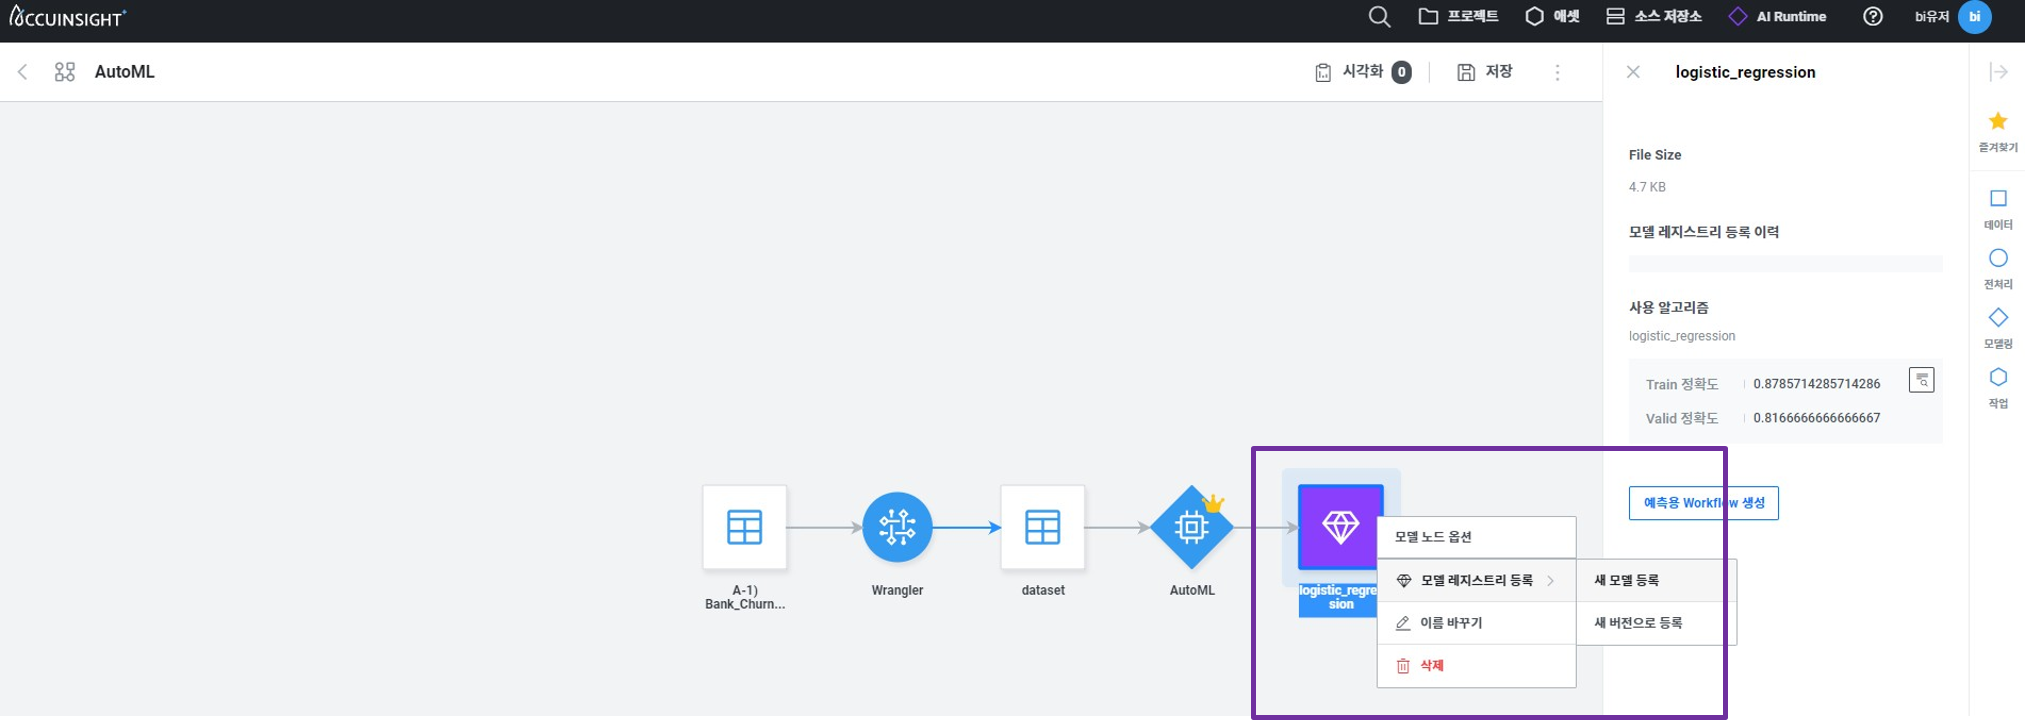 ACCUINSIGHT+
프로젝트
애셋
소스 저장소
AI Runtime
bi유저
bi
AutoML
시각화 0
저장
logistic_regression
File Size
4.7 KB
모델 레지스트리 등록 이력
사용 알고리즘
logistic_regression
Train 정확도 0.8785714285714286
Valid 정확도 0.8166666666666667
예측용 Workflow 생성
즐겨찾기
데이터
전처리
모델링
작업
A-1)
Bank_Churn...
Wrangler
dataset
AutoML
logistic_regre
ssion
모델 노드 옵션
모델 레지스트리 등록
이름 바꾸기
삭제
새 모델 등록
새 버전으로 등록